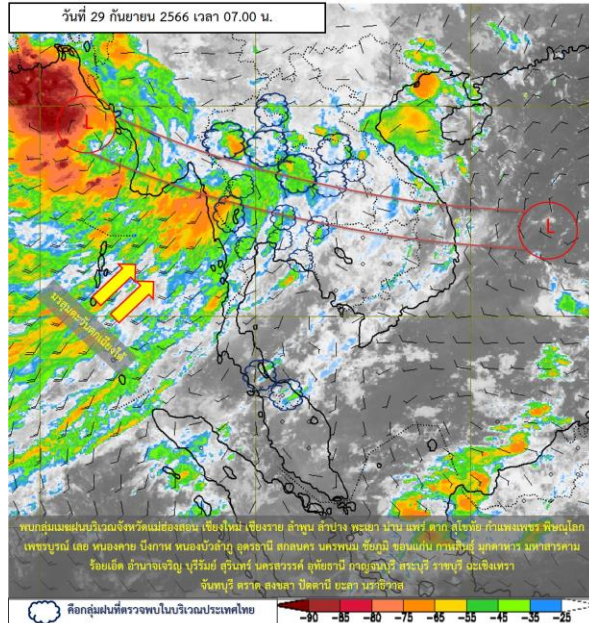 วันที่ 29 กันยายน 2566 เวลา 07.00 น.
L
L
มรสุมตะวันตกเฉียงใต้
พบกลุ่มเมฆฝนบริเวณจังหวัดแม่ฮ่องสอน เชียงใหม่ เชียงราย ลำพูน ลำปาง พะเยา น่าน แพร่ ตาก สุโขทัย กำแพงเพชร พิษณุโลก
เพชรบูรณ์ เลย หนองคาย บึงกาฬ หนองบัวลำภู อุดรธานี สกลนคร นครพนม ชัยภูมิ ขอนแก่น กาฬสินธุ์ มุกดาหาร มหาสารคาม
ร้อยเอ็ด อำนาจเจริญ บุรีรัมย์ สุรินทร์ นครสวรรค์ อุทัยธานี กาญจนบุรี สระบุรี ราชบุรี ฉะเชิงเทรา
จันทบุรี ตราด สงขลา ปัตตานี ยะลา นราธิวาส
คือกลุ่มฝนที่ตรวจพบในบริเวณประเทศไทย
-90 -85 -80 -75 -65 -55 -45 -35 -25